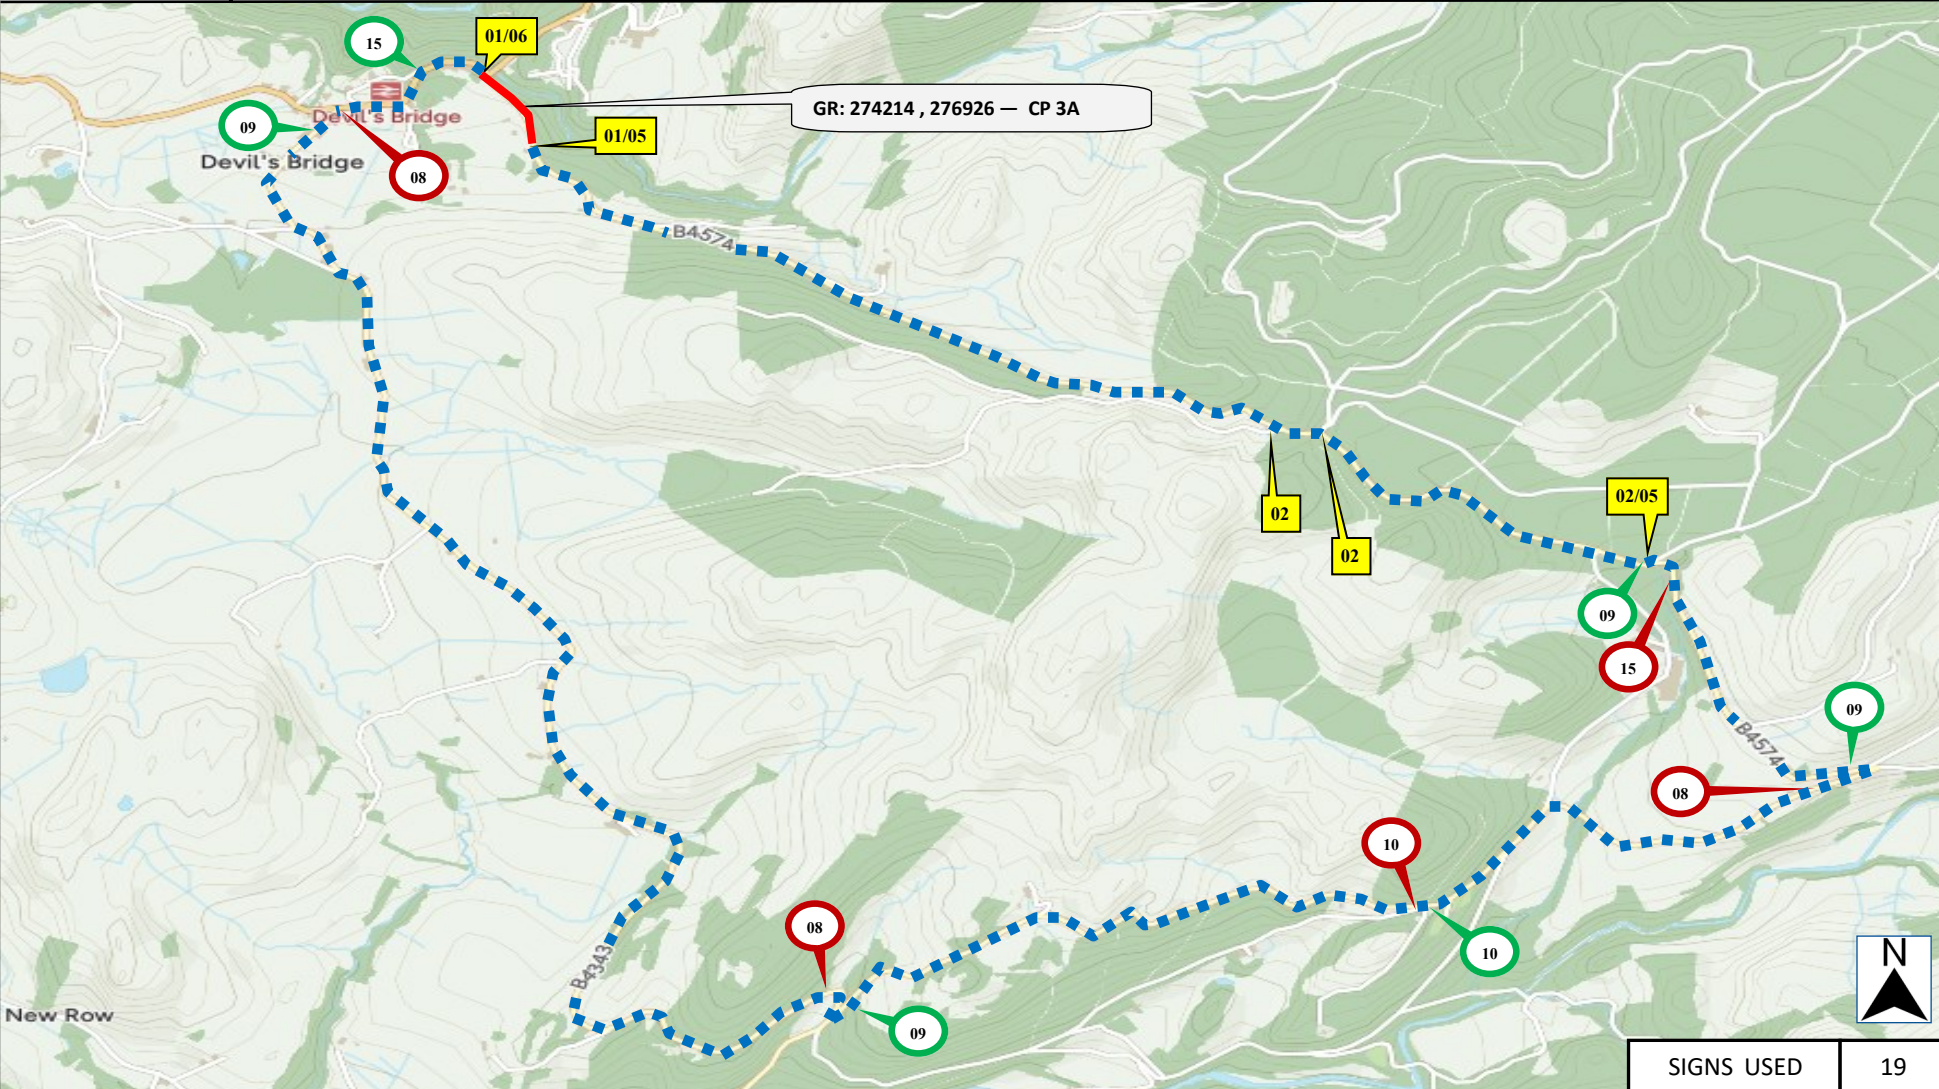 15
01/06
GR: 274214 , 276926 — CP 3A
Devil's Bridge
09
01/05
Devil's Bridge
08
B4574
02
02/05
02
09
15
09
B4574
08
10
08
10
B4343
New Row
09
N
SIGNS USED 19